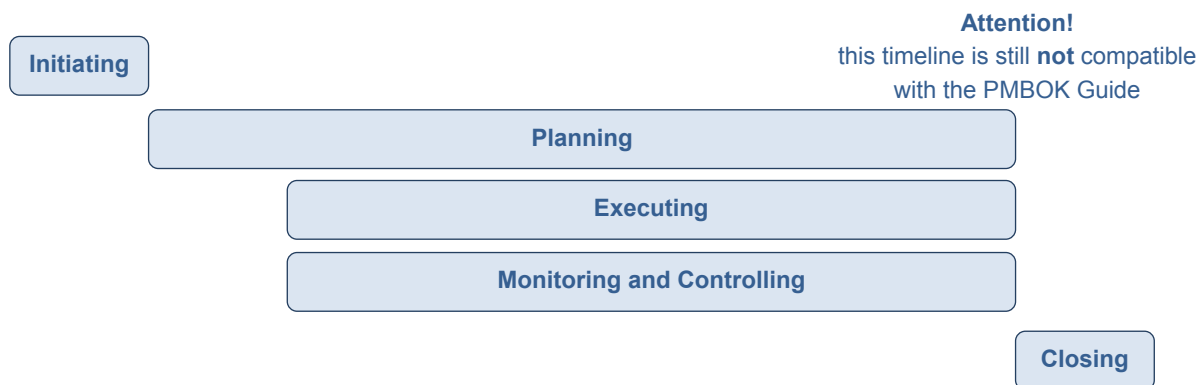 Attention!
Initiating
this timeline is still not compatible
with the PMBOK Guide
Planning
Executing
Monitoring and Controlling
Closing